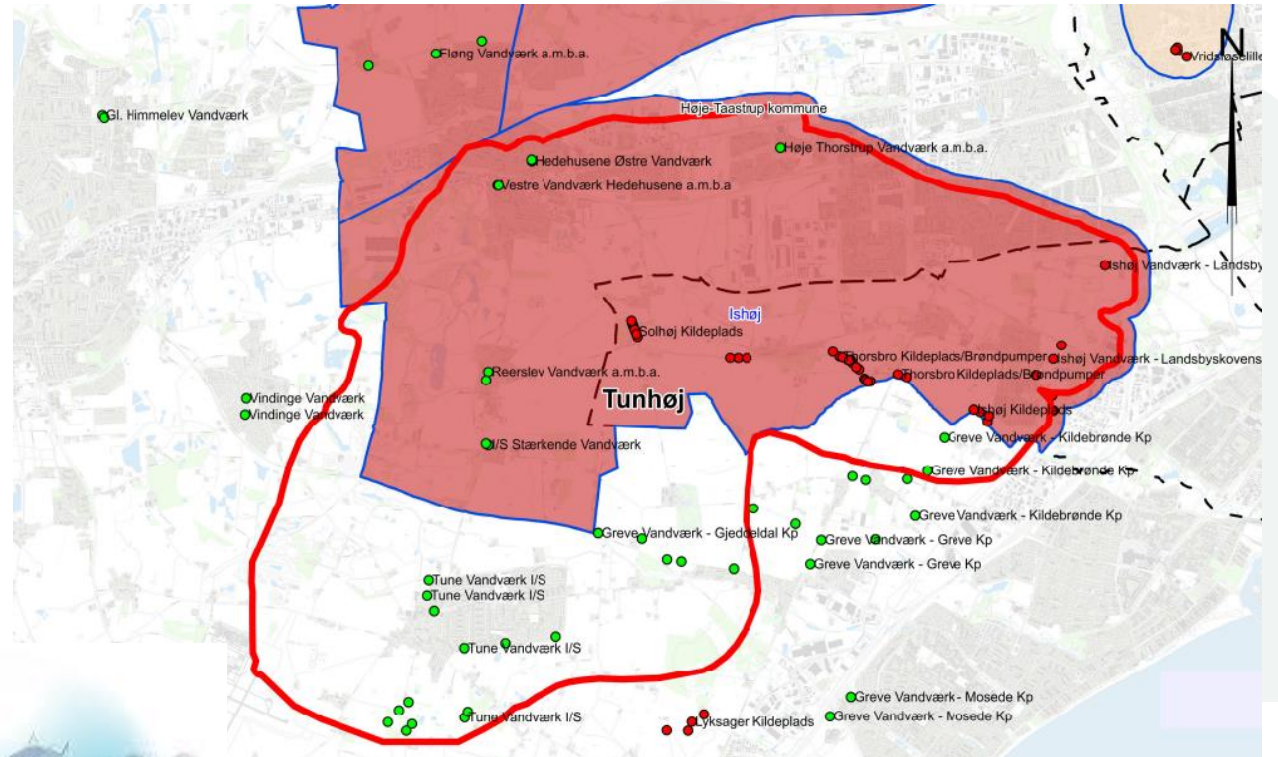 Fløng Vandværk a.m.b.a.
N
Vridsløselille
Gl. Himmelev Vandværk
Høje-Taastrup kommune
Høje Thorstrup Vandværk a.m.b.a.
Hedehusene Østre Vandværk
Vestre Vandværk Hedehusene a.m.b.a
Ishøj Vandværk - Landsby
Ishøj
Solhøj Kildeplads
Thorsbro Kildeplads/Brøndpumper
Ishøj Vandværk - Landsbyskovens
Reerslev Vandværk a.m.b.a.
Thorsbro Kildeplads/Brøndpumper
Vindinge Vandværk
Tunhøj
Vindinge Vandværk
Ishøj Kildeplads
I/S Stærkende Vandværk
Greve Vandværk - Kildebrønde Kp
Greve Vandværk - Kildebrønde Kp
Greve Vandværk - Kildebrønde Kp
Greve Vandværk - Gjeddeldal Kp
Greve Vandværk - Greve Kp
Greve Vandværk - Greve Kp
Tune Vandværk I/S
Tune Vandværk I/S
Tune Vandværk I/S
Greve Vandværk - Mosede Kp
Tune Vandværk I/S
Lyksager Kildeplads
Greve Vandværk - Mosede Kp